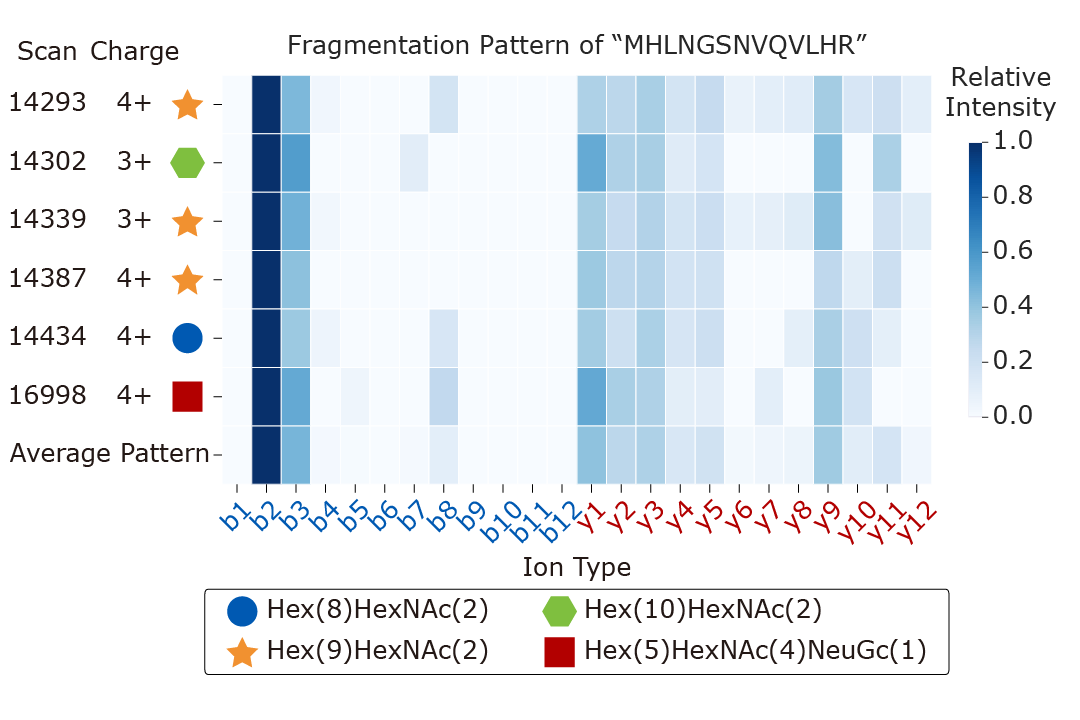 Fragmentation Pattern of “MHLNGSNVQVLHR”
Scan Charge
14293 4+
14302 3+
14339 3+
14387 4+
14434 4+
16998 4+
Average Pattern
Relative
Intensity
1.0
0.8
0.6
0.4
0.2
0.0
b1 b2 b3 b4 b5 b6 b7 b8 b9 b10 b11 b12 y1 y2 y3 y4 y5 y6 y7 y8 y9 y10 y11 y12
Ion Type
Hex(8)HexNAc(2) Hex(10)HexNAc(2)
Hex(9)HexNAc(2) Hex(5)HexNAc(4)NeuGc(1)